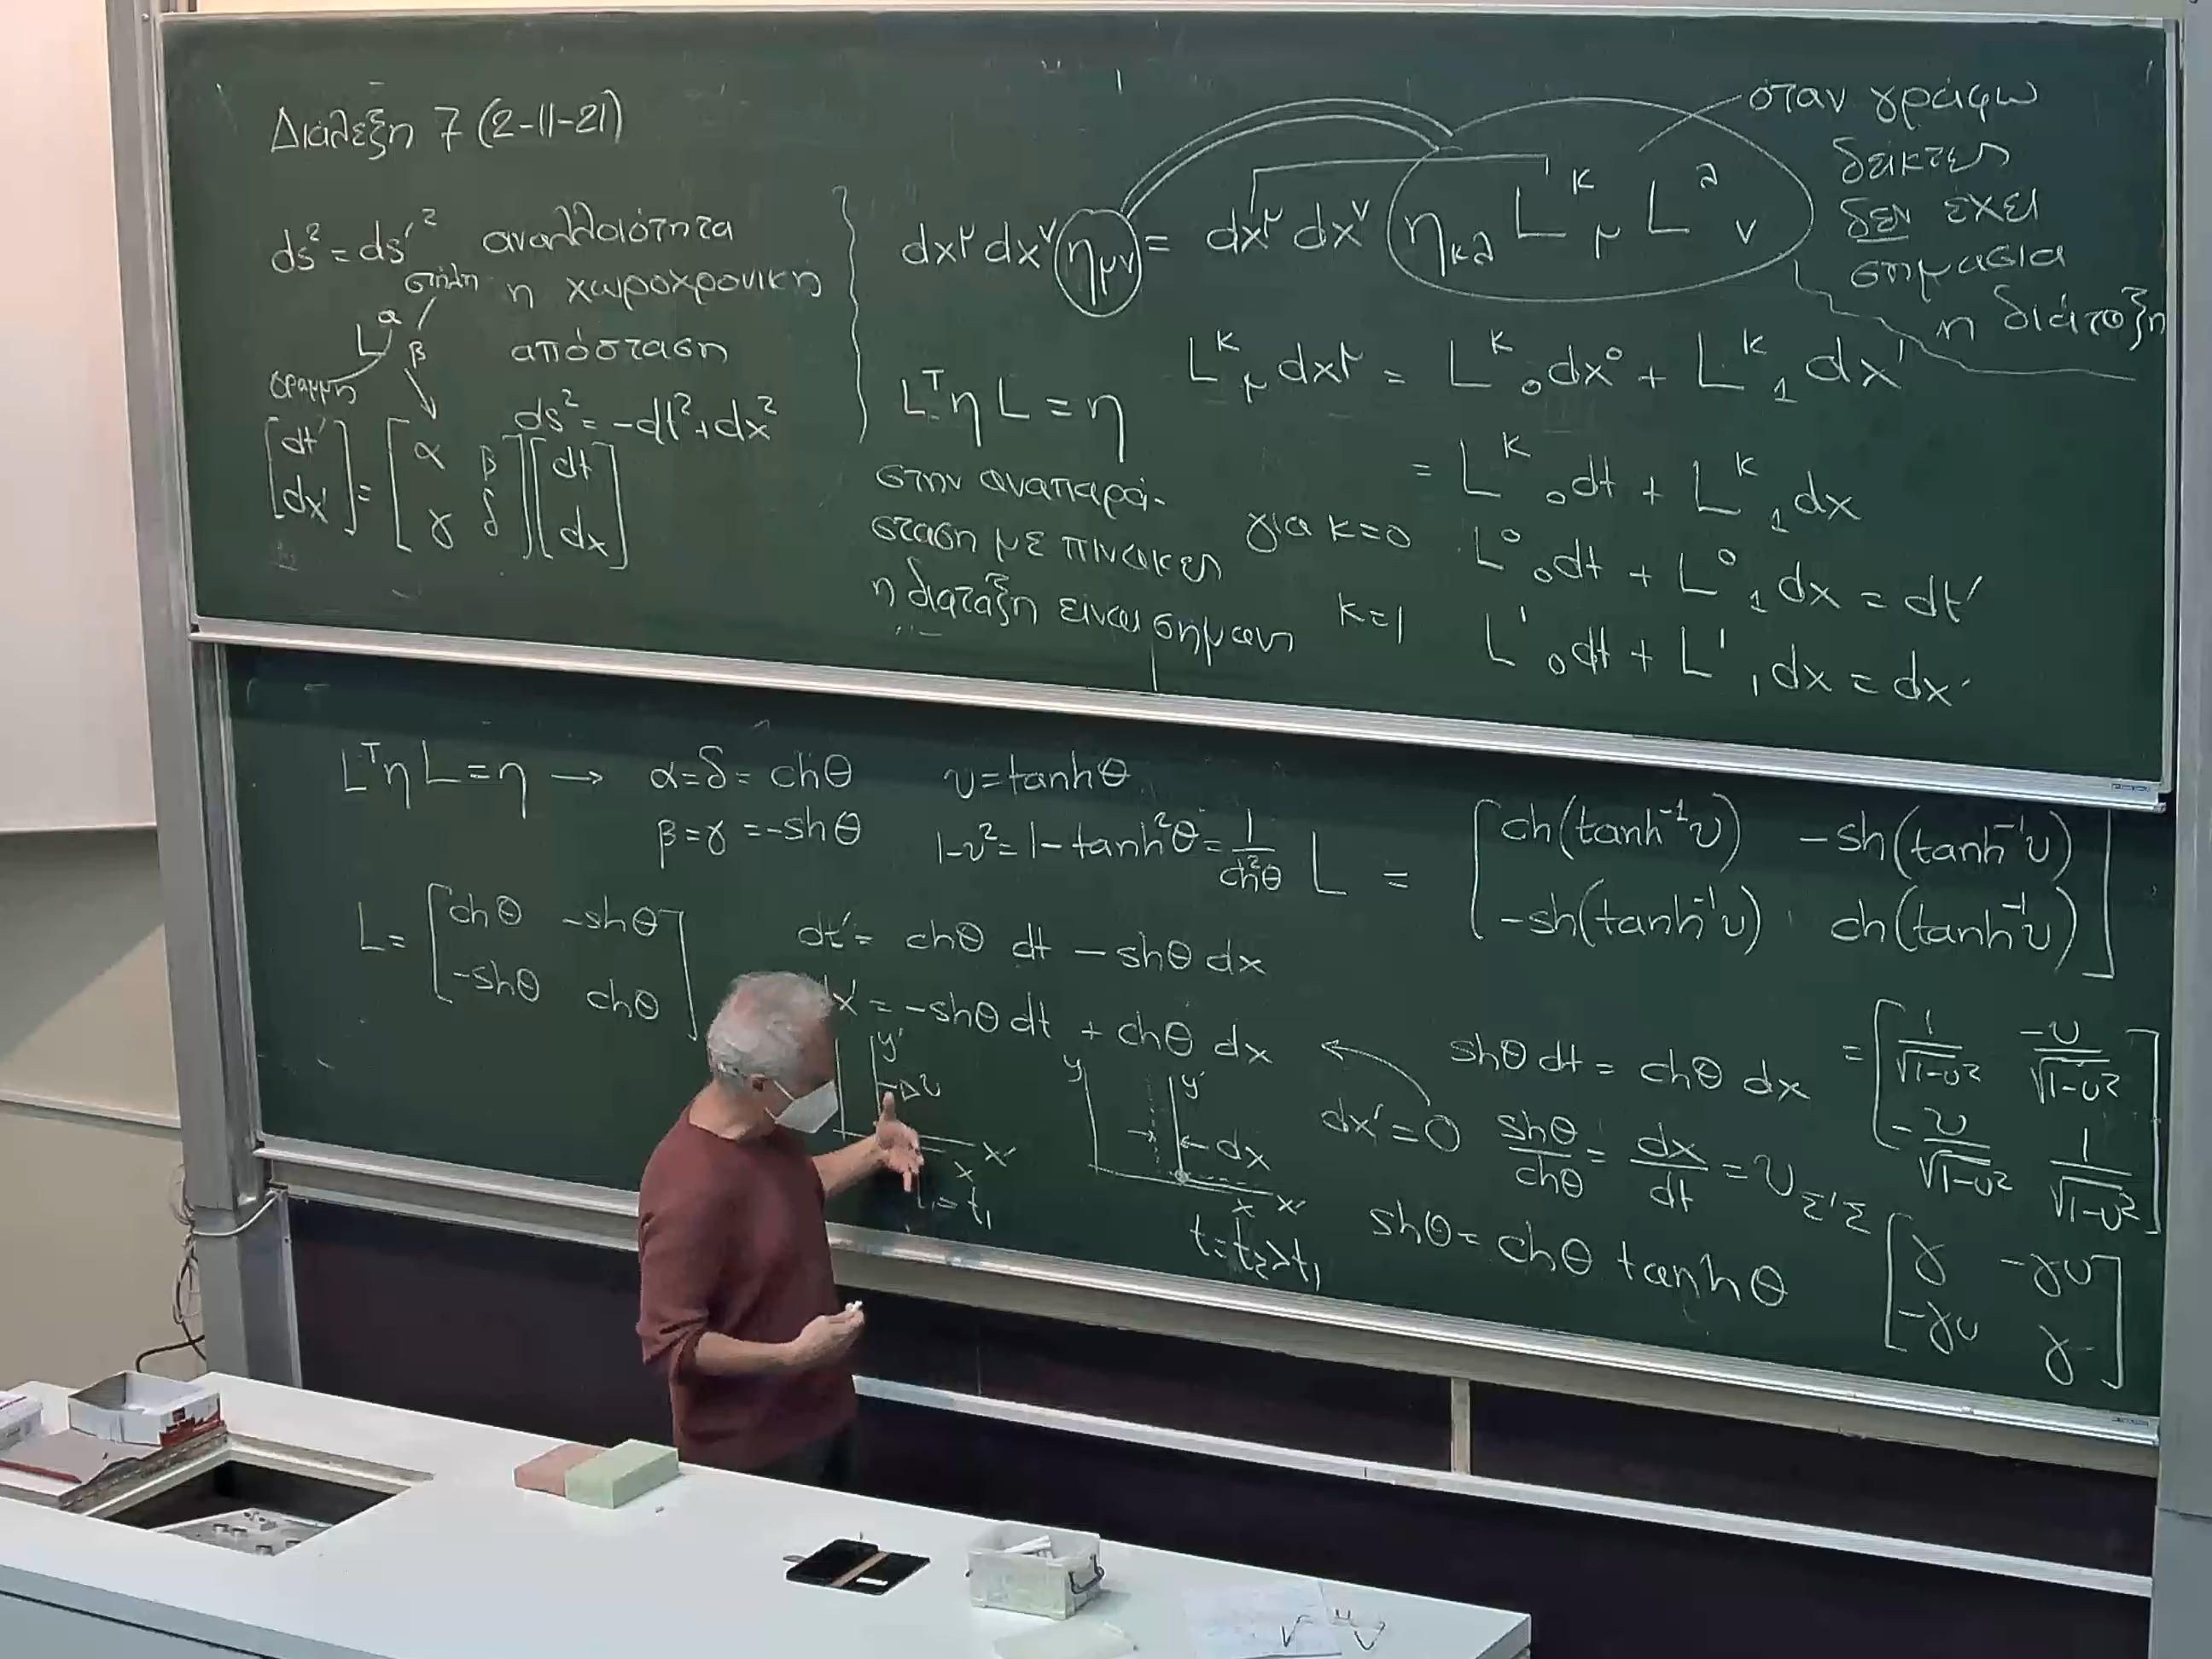 Διάλεξη 7 (2-11-21)
ds² = ds'² αναλλοιότητα
στήλη η χωροχρονική
L^α_β απόσταση
γραμμή ds² = -dt² + dx²
[dt' dx'] = [α β γ δ] [dt dx]
dx^μ dx^ν η_μν = dx^μ dx^ν (η_κλ L^κ_μ L^λ_ν)
όταν γράφω
δείκτες
δεν έχει
σημασία
η διάταξη
L^T η L = η
στην αναπαρά-
σταση με πίνακες
η διάταξη είναι
L^κ_μ dx^μ = L^κ_0 dx^0 + L^κ_1 dx^1
= L^κ_0 dt + L^κ_1 dx
για κ=0 L^0_0 dt + L^0_1 dx = dt'
κ=1 L^1_0 dt + L^1_1 dx = dx'
L^T η L = η → α=δ= chθ υ=tanhθ
β=γ=-shθ 1-υ²=1-tanh²θ=1/ch²θ
L = [ch(tanh⁻¹υ) -sh(tanh⁻¹υ)
-sh(tanh⁻¹υ) ch(tanh⁻¹υ)]
L= [chθ -shθ
-shθ chθ]
dt' = chθ dt - shθ dx
x' = -shθ dt + chθ dx
shθ dt = chθ dx
dx'=0 shθ/chθ = dx/dt = υ_Σ'Σ
shθ = chθ tanhθ
= [1/√(1-υ²) -υ/√(1-υ²)
-υ/√(1-υ²) 1/√(1-υ²)]
[γ -γυ
-γυ γ]
y'
υ
x x'
= t₁
y y'
dx
x x'
t=t₂>t₁